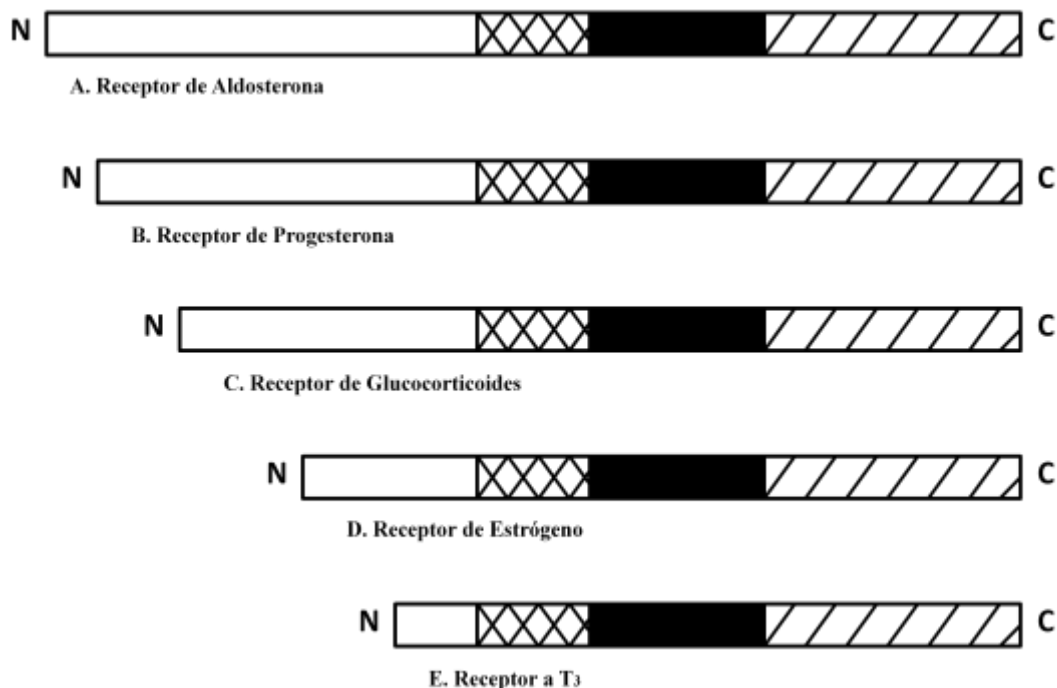 N C
A. Receptor de Aldosterona
N C
B. Receptor de Progesterona
N C
C. Receptor de Glucocorticoides
N C
D. Receptor de Estrógeno
N C
E. Receptor a T₃